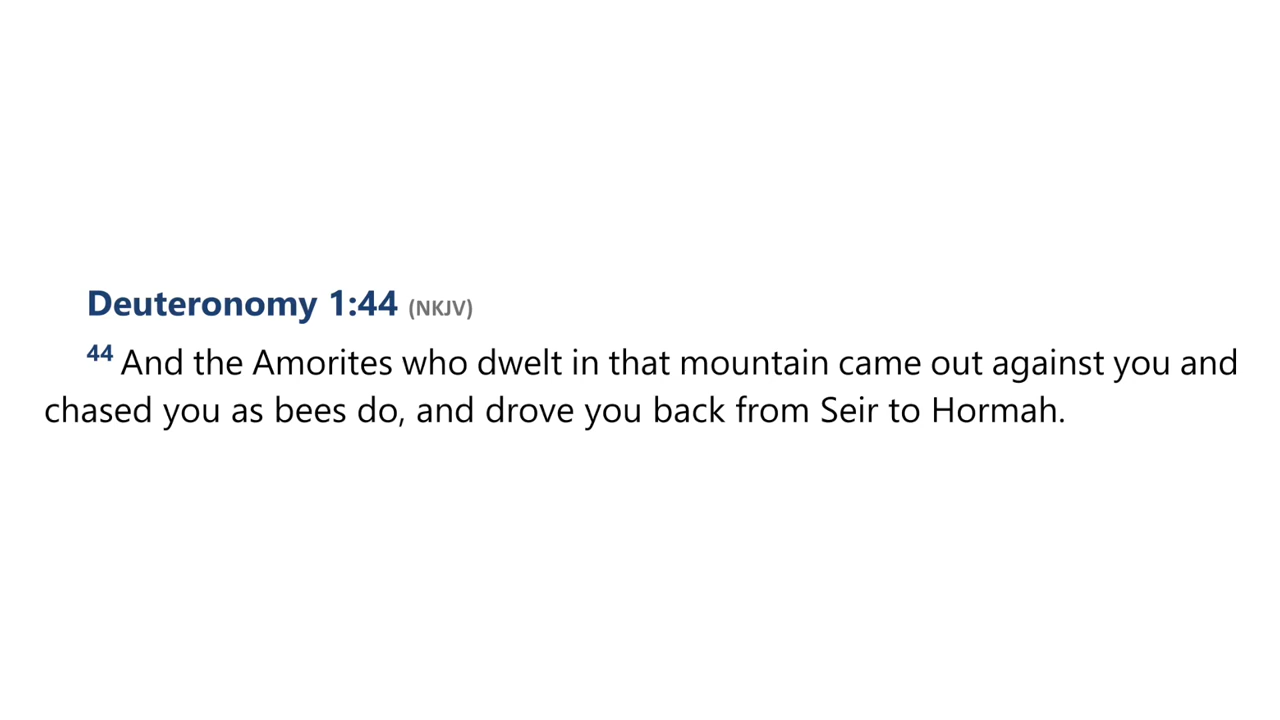 Deuteronomy 1:44 (NKJV)
44 And the Amorites who dwelt in that mountain came out against you and
chased you as bees do, and drove you back from Seir to Hormah.